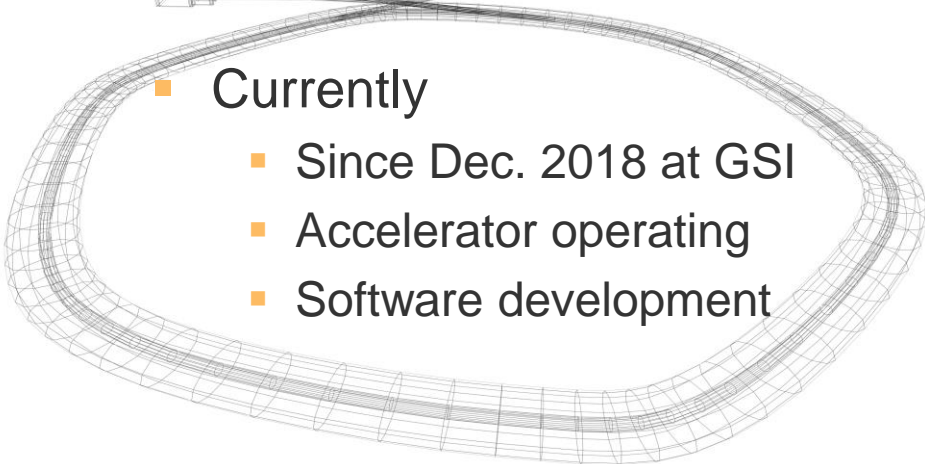 Currently
Since Dec. 2018 at GSI
Accelerator operating
Software development